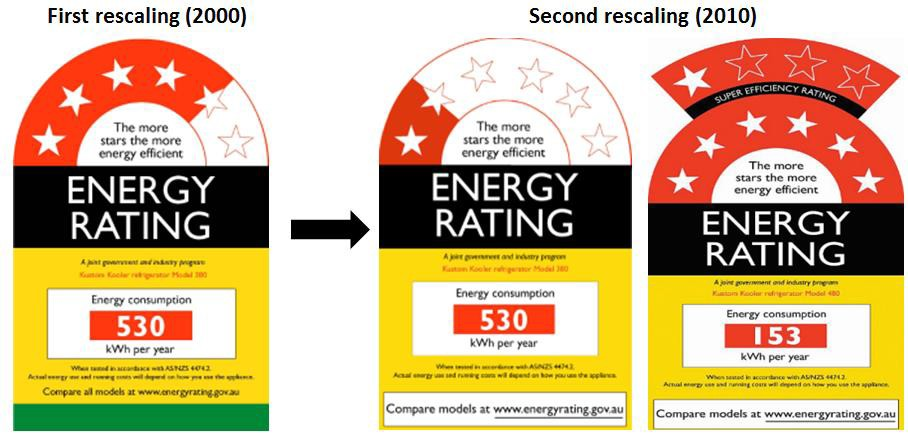 First rescaling (2000)
The more
stars the more
energy efficient
ENERGY
RATING
A joint government and industry program
Kustom Kooler refrigerator Model 380
Energy consumption
530
kWh per year
When tested in accordance with AS/NZS 4474.2.
Actual energy use and running costs will depend on how you use the appliance.
Compare all models at www.energyrating.gov.au
Second rescaling (2010)
The more
stars the more
energy efficient
ENERGY
RATING
A joint government and industry program
Kustom Kooler refrigerator Model 380
Energy consumption
530
kWh per year
When tested in accordance with AS/NZS 4474.2.
Actual energy use and running costs will depend on how you use the appliance.
Compare models at www.energyrating.gov.au
SUPER EFFICIENCY RATING
The more
stars the more
energy efficient
ENERGY
RATING
A joint government and industry program
Kustom Kooler refrigerator Model 480
Energy consumption
153
kWh per year
When tested in accordance with AS/NZS 4474.2.
Actual energy use and running costs will depend on how you use the appliance.
Compare models at www.energyrating.gov.au